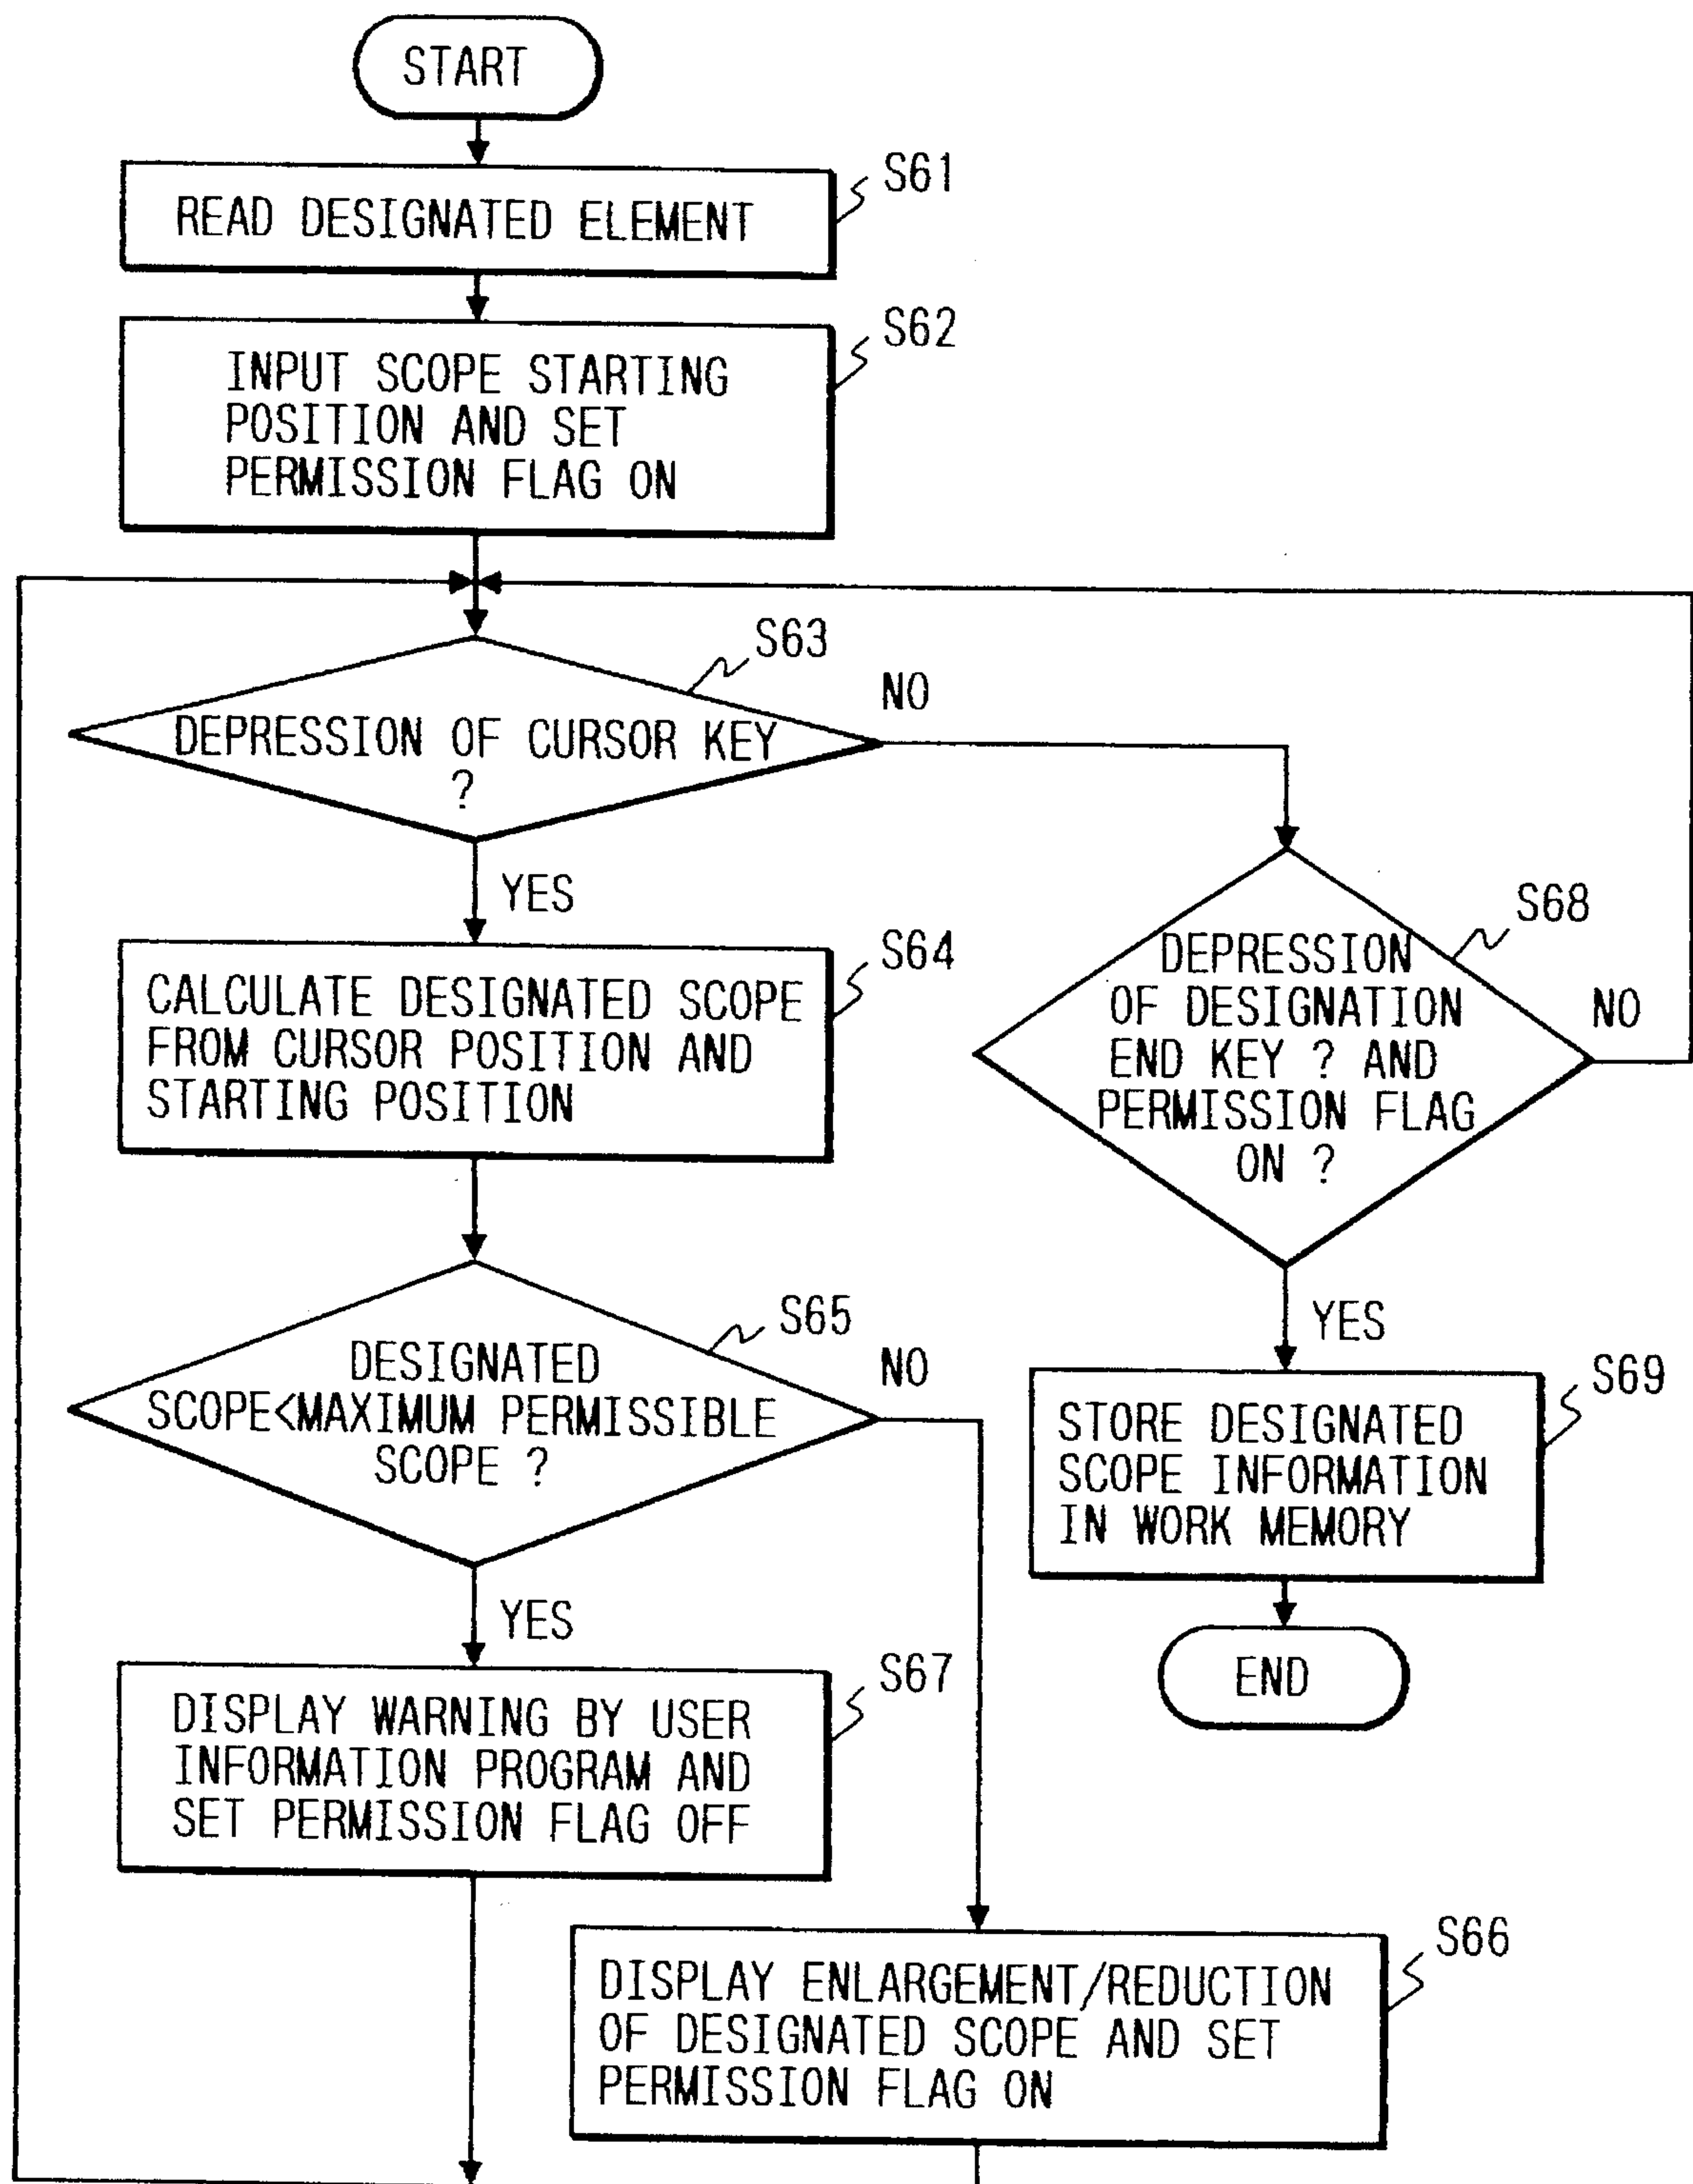 START
S61
READ DESIGNATED ELEMENT
S62
INPUT SCOPE STARTING
POSITION AND SET
PERMISSION FLAG ON
S63
NO
DEPRESSION OF CURSOR KEY
?
YES
S64
CALCULATE DESIGNATED SCOPE
FROM CURSOR POSITION AND
STARTING POSITION
S68
DEPRESSION
OF DESIGNATION
END KEY ? AND
PERMISSION FLAG
ON ?
NO
YES
S65
NO
DESIGNATED
SCOPE<MAXIMUM PERMISSIBLE
SCOPE ?
YES
S69
STORE DESIGNATED
SCOPE INFORMATION
IN WORK MEMORY
END
S67
DISPLAY WARNING BY USER
INFORMATION PROGRAM AND
SET PERMISSION FLAG OFF
S66
DISPLAY ENLARGEMENT/REDUCTION
OF DESIGNATED SCOPE AND SET
PERMISSION FLAG ON